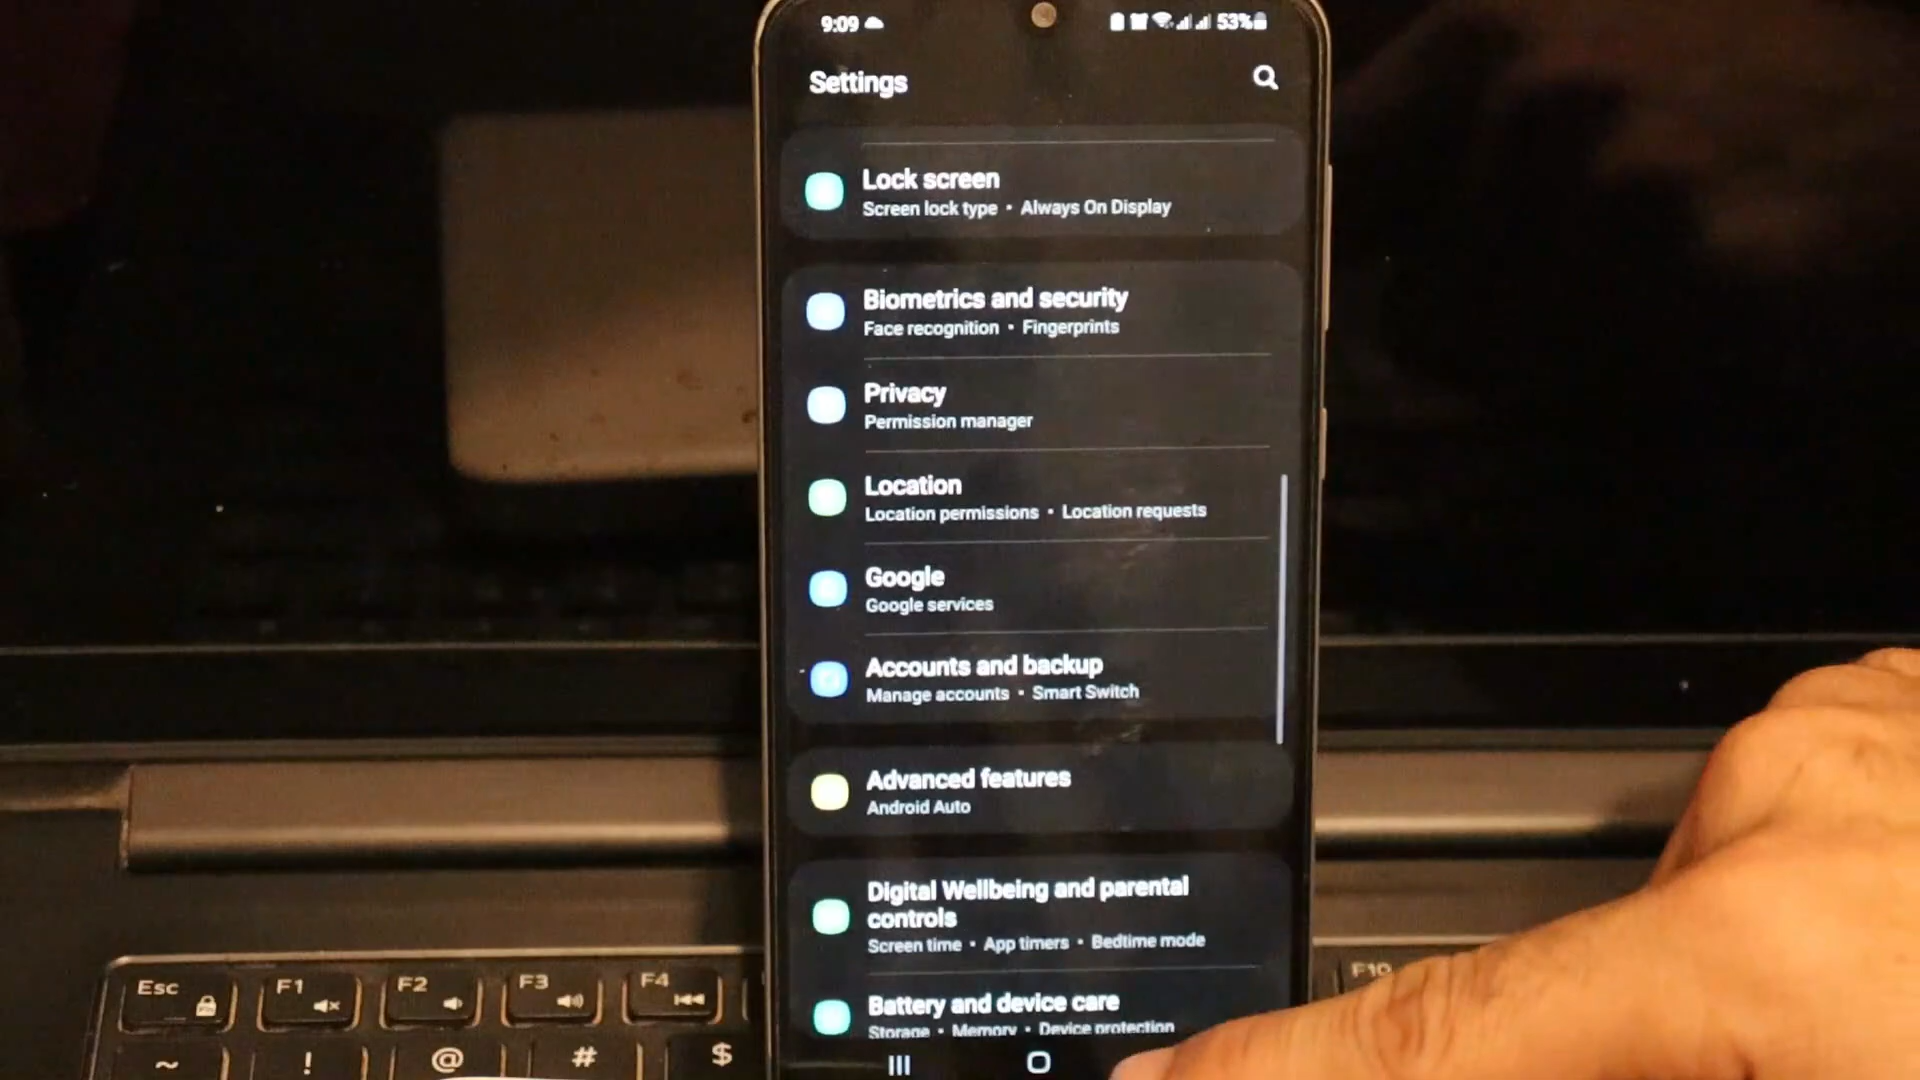 9:09
53%
Settings
Lock screen
Screen lock type • Always On Display
Biometrics and security
Face recognition • Fingerprints
Privacy
Permission manager
Location
Location permissions • Location requests
Google
Google services
Accounts and backup
Manage accounts • Smart Switch
Advanced features
Android Auto
Digital Wellbeing and parental
controls
Screen time • App timers • Bedtime mode
Battery and device care
Storage • Memory • Device protection
Esc F1 F2 F3 F4 F10
~ ! @ # $